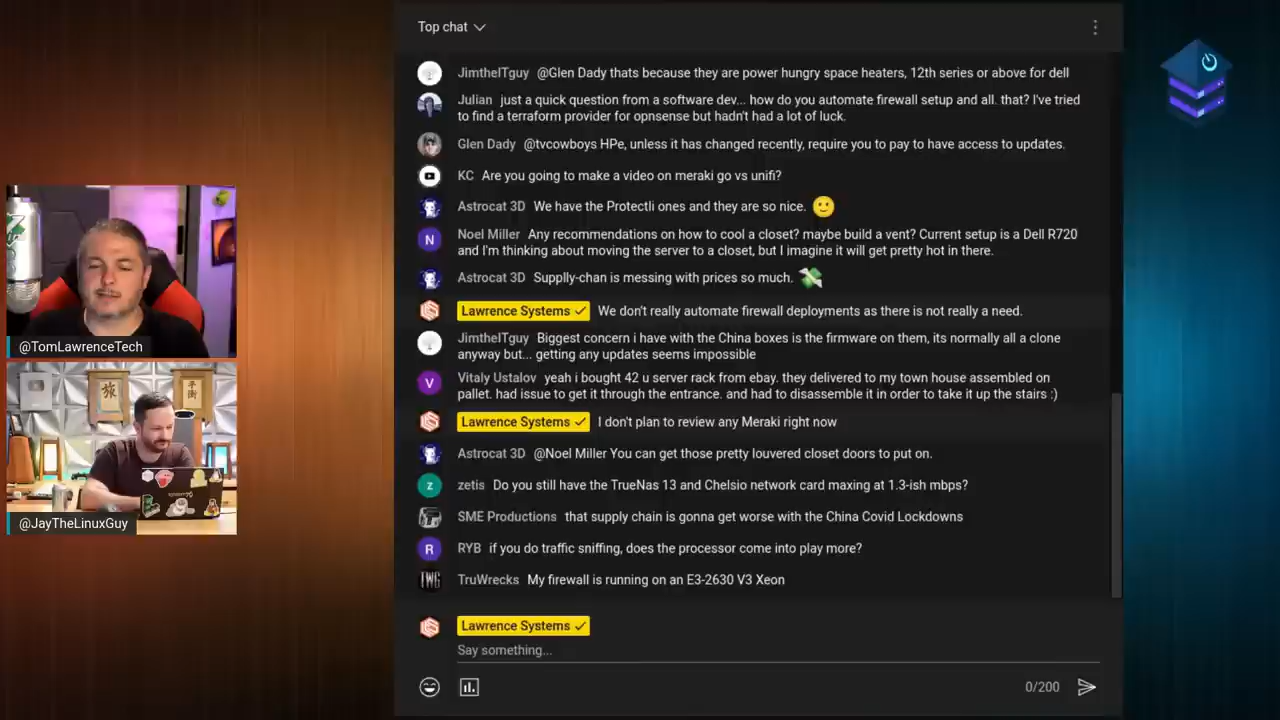 Top chat
JimtheITguy @Glen Dady thats because they are power hungry space heaters, 12th series or above for dell
Julian just a quick question from a software dev... how do you automate firewall setup and all. that? I've tried
to find a terraform provider for opnsense but hadn't had a lot of luck.
Glen Dady @tvcowboys HPe, unless it has changed recently, require you to pay to have access to updates.
KC Are you going to make a video on meraki go vs unifi?
Astrocat 3D We have the Protectli ones and they are so nice.
N
Noel Miller Any recommendations on how to cool a closet? maybe build a vent? Current setup is a Dell R720
and I'm thinking about moving the server to a closet, but I imagine it will get pretty hot in there.
Astrocat 3D Supplly-chan is messing with prices so much.
Lawrence Systems We don't really automate firewall deployments as there is not really a need.
JimtheITguy Biggest concern i have with the China boxes is the firmware on them, its normally all a clone
anyway but... getting any updates seems impossible
V
Vitaly Ustalov yeah i bought 42 u server rack from ebay. they delivered to my town house assembled on
pallet. had issue to get it through the entrance. and had to disassemble it in order to take it up the stairs :)
Lawrence Systems I don't plan to review any Meraki right now
Astrocat 3D @Noel Miller You can get those pretty louvered closet doors to put on.
z zetis Do you still have the TrueNas 13 and Chelsio network card maxing at 1.3-ish mbps?
SME Productions that supply chain is gonna get worse with the China Covid Lockdowns
R RYB if you do traffic sniffing, does the processor come into play more?
TWG TruWrecks My firewall is running on an E3-2630 V3 Xeon
Lawrence Systems
Say something...
0/200
@TomLawrenceTech
旅
平
衡
@JayTheLinuxGuy